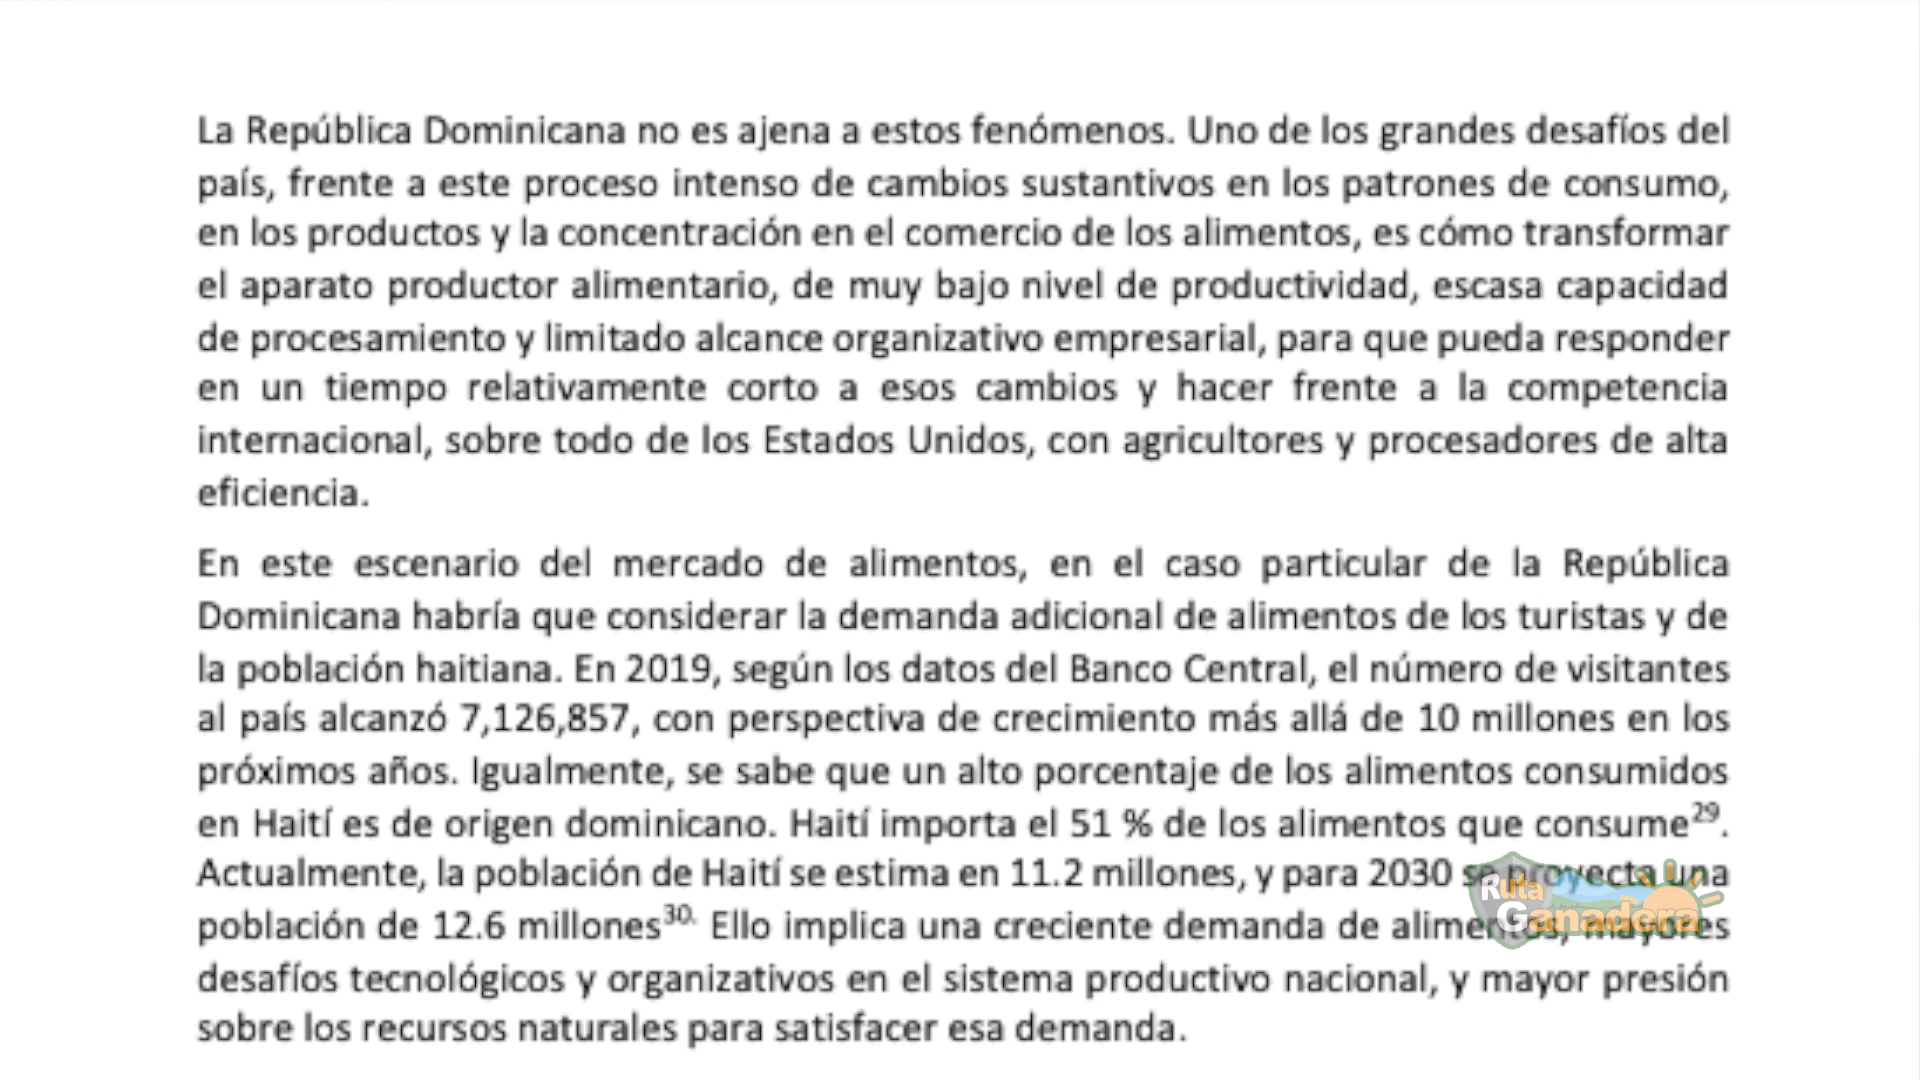 La República Dominicana no es ajena a estos fenómenos. Uno de los grandes desafíos del
país, frente a este proceso intenso de cambios sustantivos en los patrones de consumo,
en los productos y la concentración en el comercio de los alimentos, es cómo transformar
el aparato productor alimentario, de muy bajo nivel de productividad, escasa capacidad
de procesamiento y limitado alcance organizativo empresarial, para que pueda responder
en un tiempo relativamente corto a esos cambios y hacer frente a la competencia
internacional, sobre todo de los Estados Unidos, con agricultores y procesadores de alta
eficiencia.
En este escenario del mercado de alimentos, en el caso particular de la República
Dominicana habría que considerar la demanda adicional de alimentos de los turistas y de
la población haitiana. En 2019, según los datos del Banco Central, el número de visitantes
al país alcanzó 7,126,857, con perspectiva de crecimiento más allá de 10 millones en los
próximos años. Igualmente, se sabe que un alto porcentaje de los alimentos consumidos
en Haití es de origen dominicano. Haití importa el 51 % de los alimentos que consume29.
Actualmente, la población de Haití se estima en 11.2 millones, y para 2030 se proyecta una
población de 12.6 millones30. Ello implica una creciente demanda de alimentos, mayores
desafíos tecnológicos y organizativos en el sistema productivo nacional, y mayor presión
sobre los recursos naturales para satisfacer esa demanda.
Ruta
Ganadera